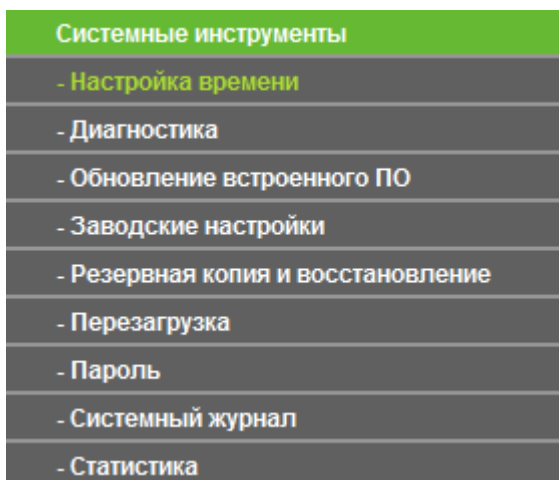 Системные инструменты
- Настройка времени
- Диагностика
- Обновление встроенного ПО
- Заводские настройки
- Резервная копия и восстановление
- Перезагрузка
- Пароль
- Системный журнал
- Статистика